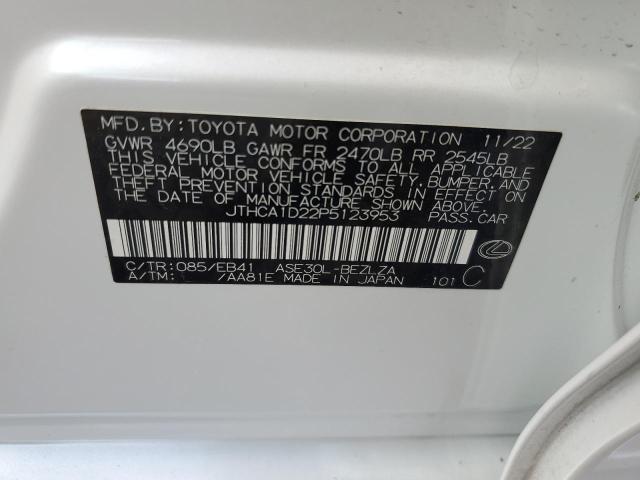 MFD. BY: TOYOTA MOTOR CORPORATION 11/22
GVWR 4690LB GAWR FR 2470LB RR 2545LB
THIS VEHICLE CONFORMS TO ALL APPLICABLE
FEDERAL MOTOR VEHICLE SAFETY, BUMPER, AND
THEFT PREVENTION STANDARDS IN EFFECT ON
THE DATE OF MANUFACTURE SHOWN ABOVE.
JTHCA1D22P5123953 PASS. CAR
C/TR: 085/EB41 ASE30L-BEZLZA
A/TM: /AA81E MADE IN JAPAN 101 C